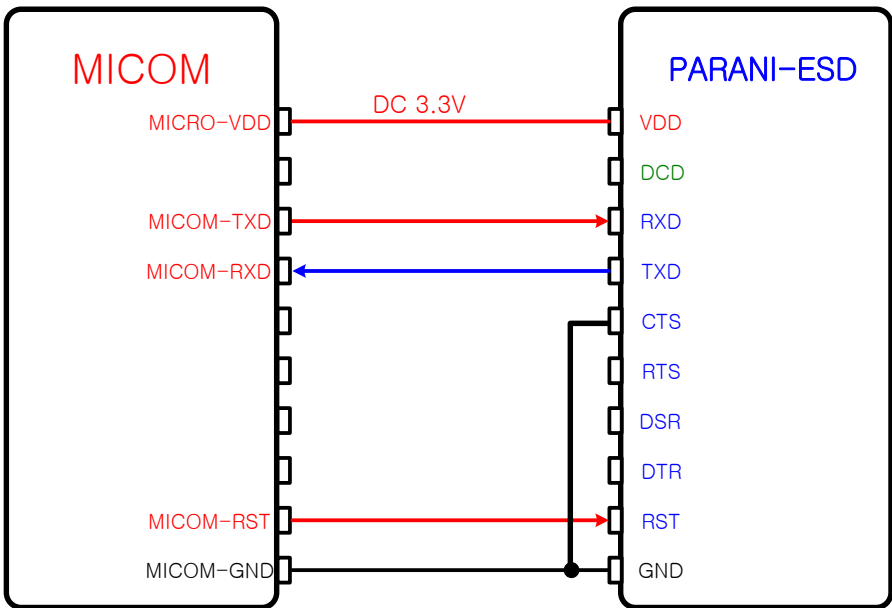 MICOM
PARANI-ESD
DC 3.3V
MICRO-VDD
VDD
DCD
MICOM-TXD
RXD
MICOM-RXD
TXD
CTS
RTS
DSR
DTR
MICOM-RST
RST
MICOM-GND
GND